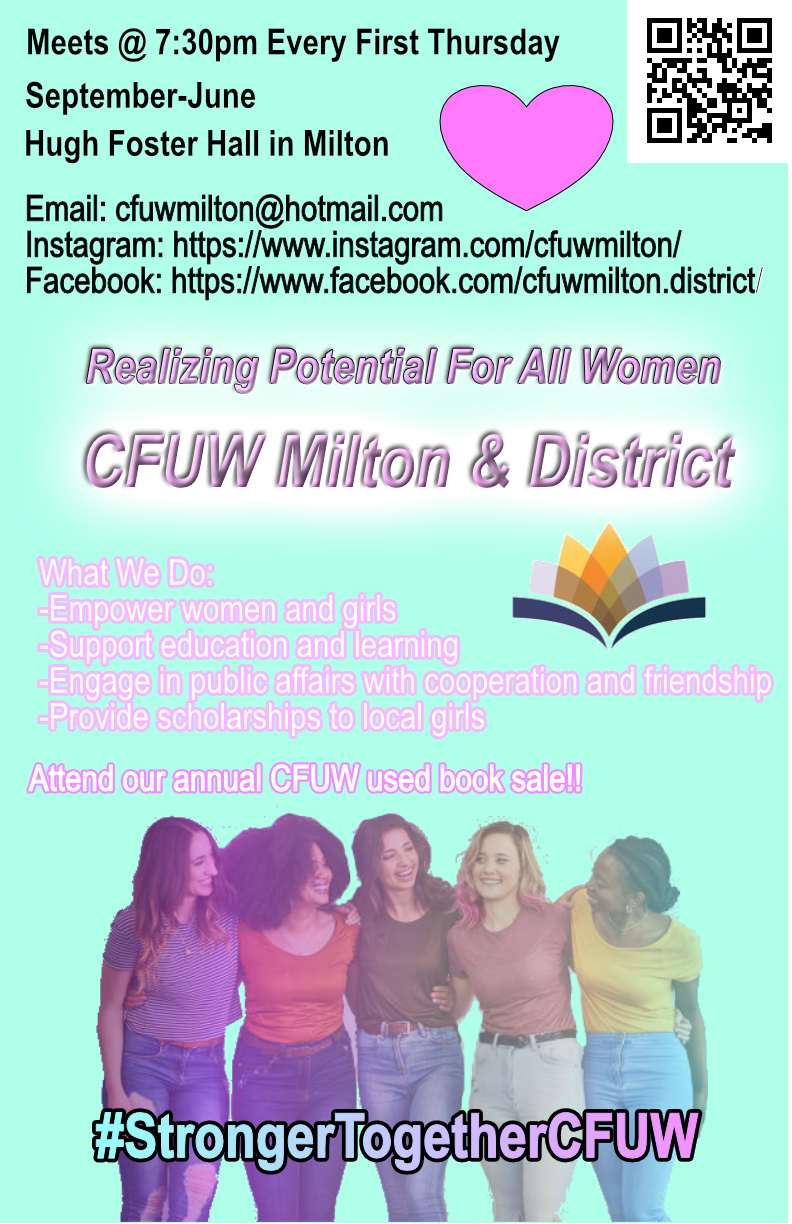 Meets @ 7:30pm Every First Thursday
September-June
Hugh Foster Hall in Milton
Email: cfuwmilton@hotmail.com
Instagram: https://www.instagram.com/cfuwmilton/
Facebook: https://www.facebook.com/cfuwmilton.district/
Realizing Potential For All Women
CFUW Milton & District
What We Do:
-Empower women and girls
-Support education and learning
-Engage in public affairs with cooperation and friendship
-Provide scholarships to local girls
Attend our annual CFUW used book sale!!
#StrongerTogetherCFUW